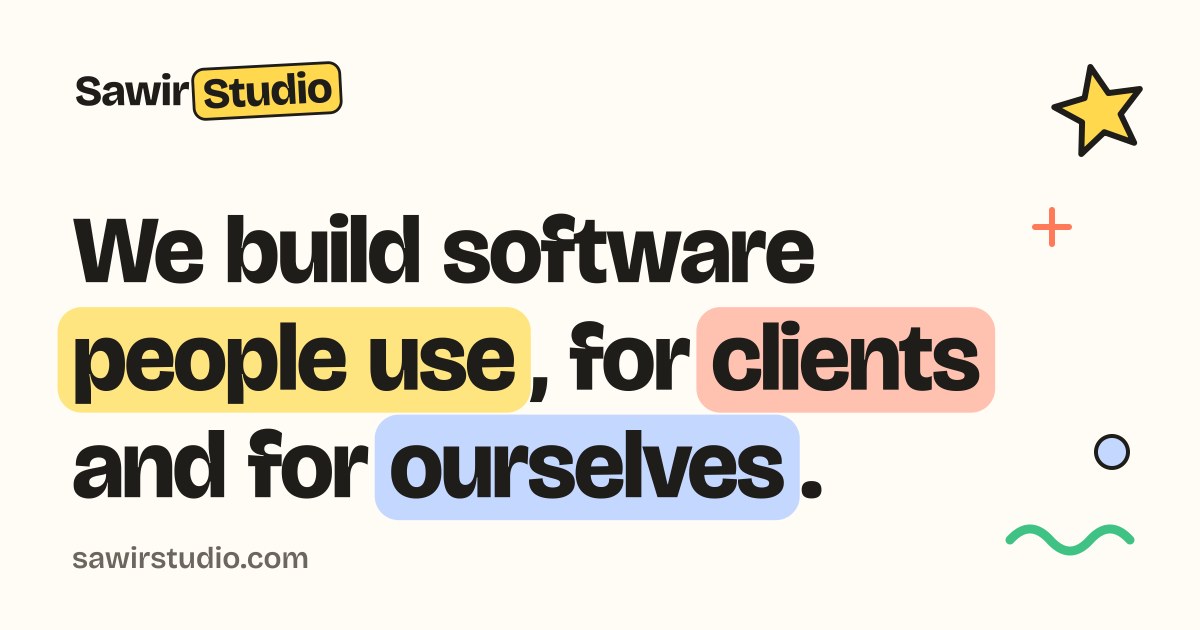 Sawir Studio
We build software
people use, for clients
and for ourselves.
sawirstudio.com